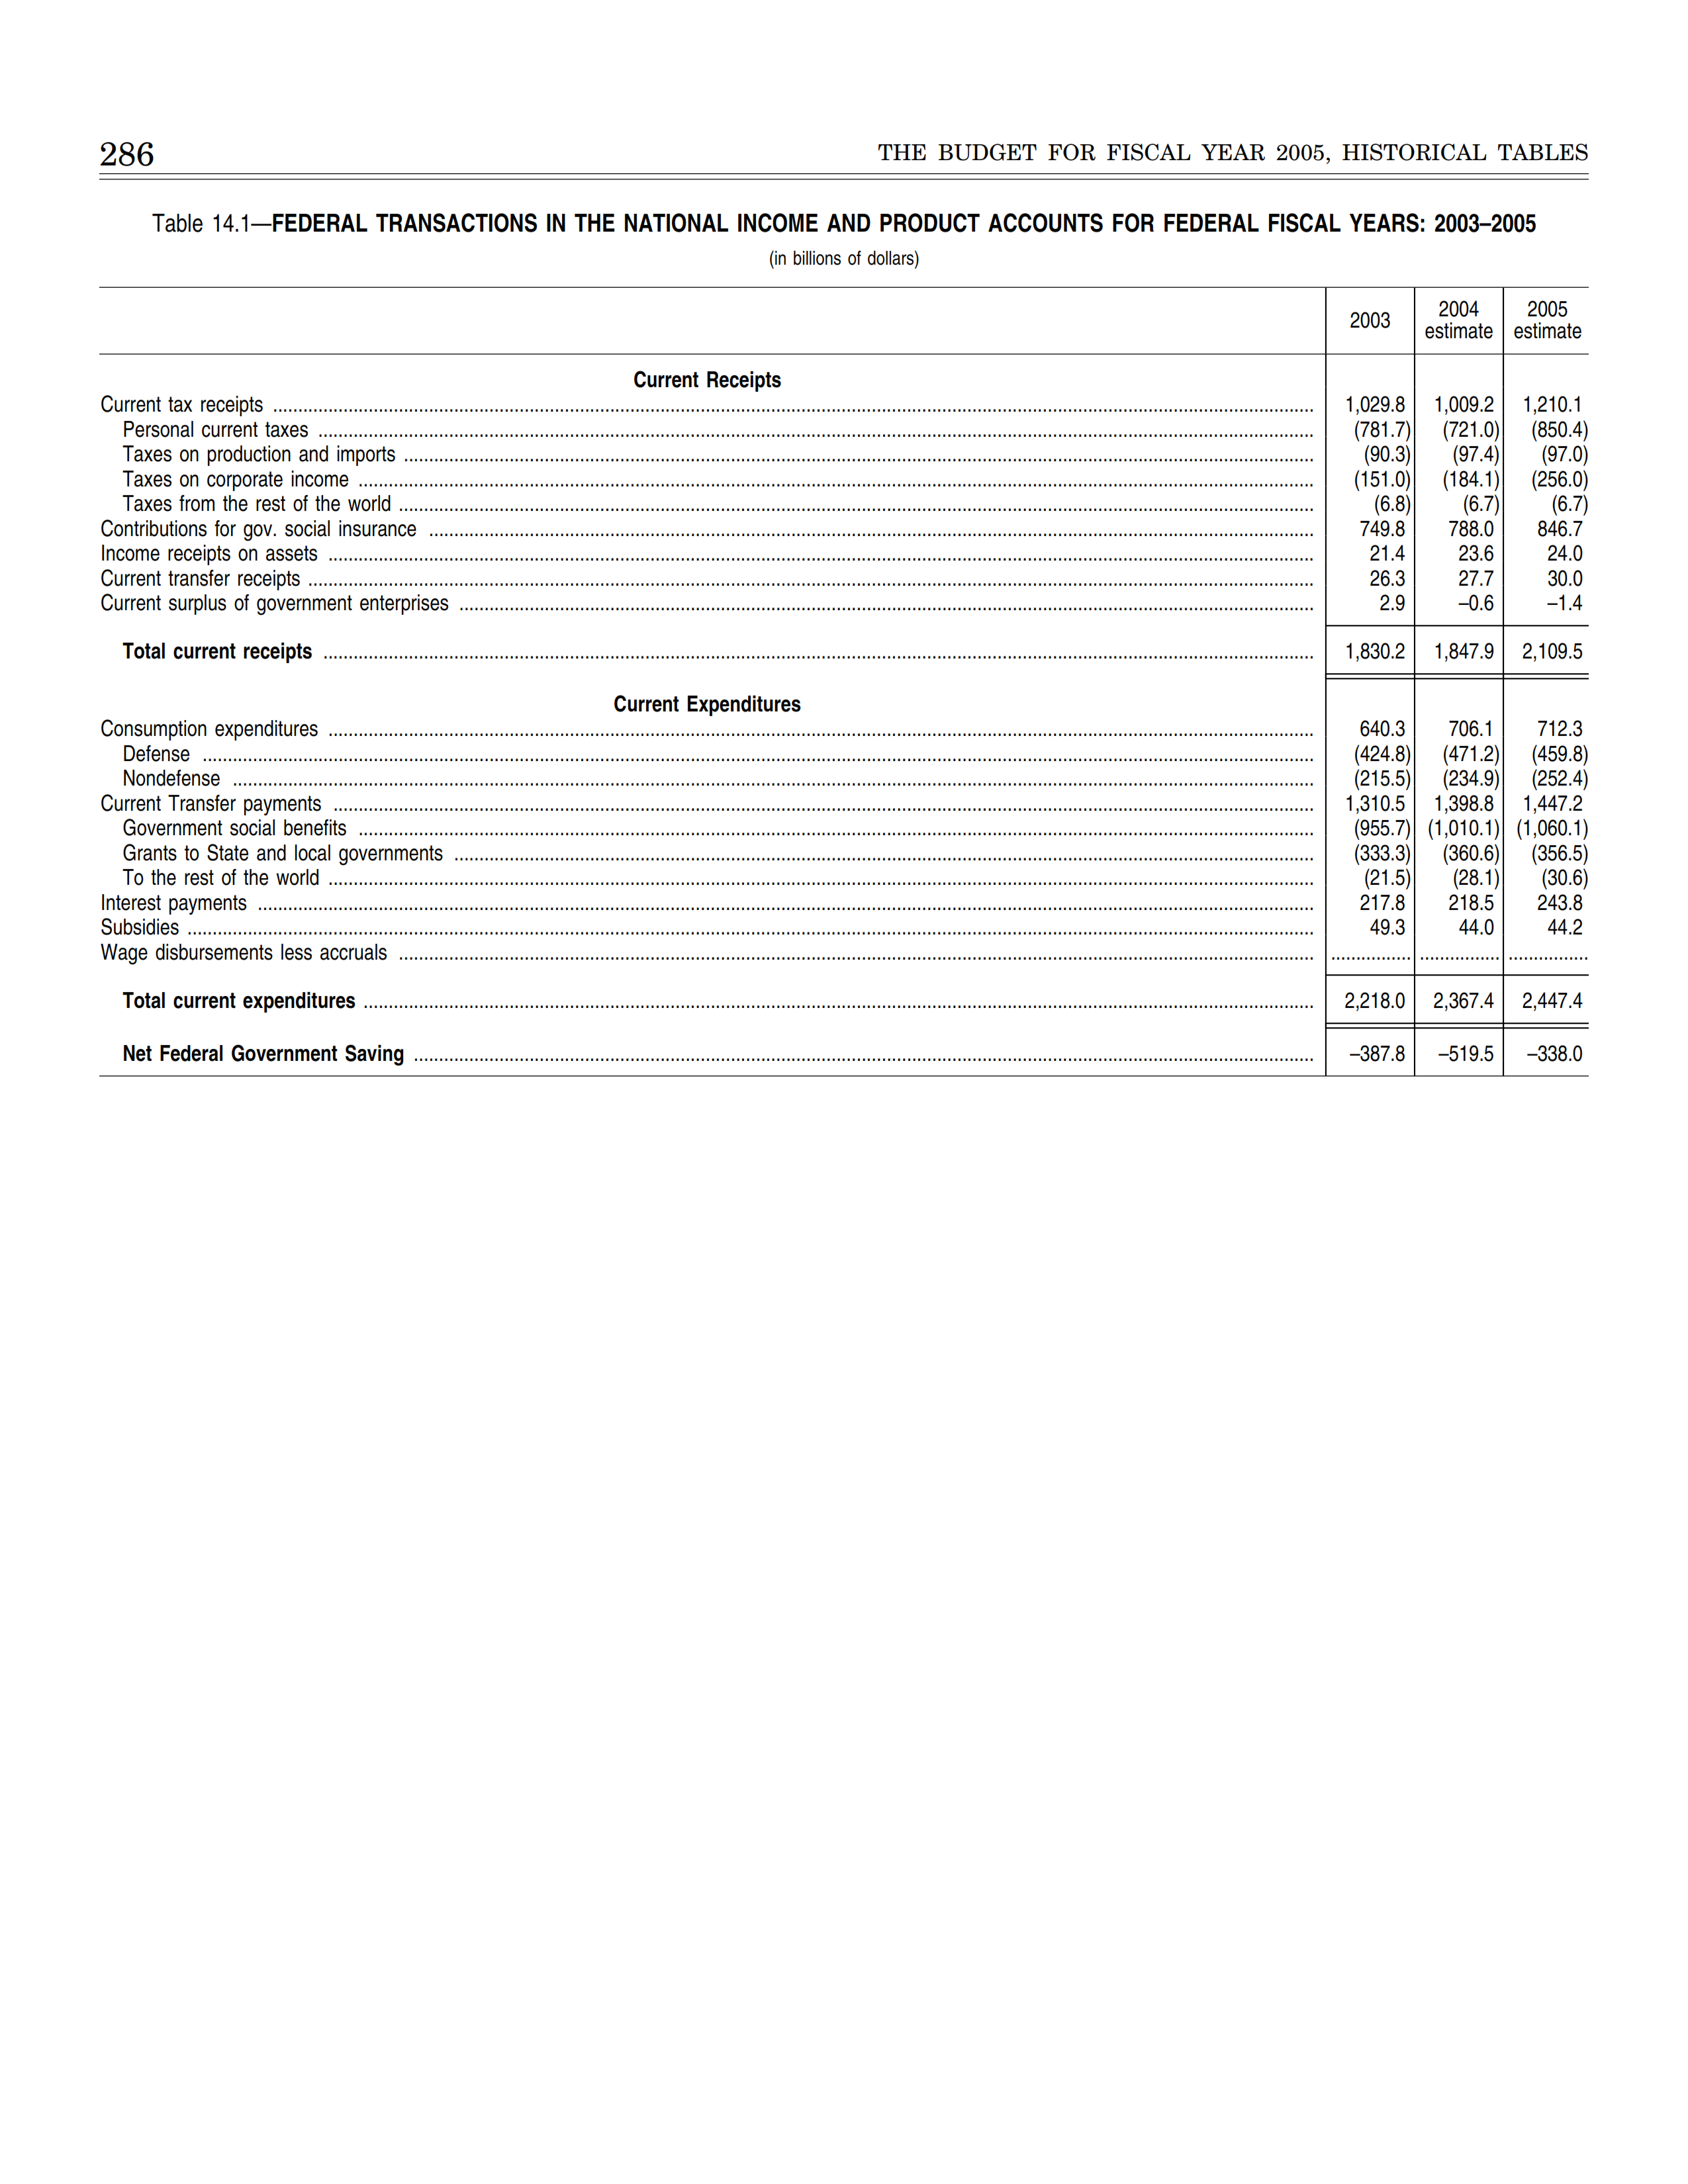 286
THE BUDGET FOR FISCAL YEAR 2005, HISTORICAL TABLES
Table 14.1—FEDERAL TRANSACTIONS IN THE NATIONAL INCOME AND PRODUCT ACCOUNTS FOR FEDERAL FISCAL YEARS: 2003–2005
(in billions of dollars)
2003 2004 estimate 2005 estimate
Current Receipts
Current tax receipts 1,029.8 1,009.2 1,210.1
Personal current taxes (781.7) (721.0) (850.4)
Taxes on production and imports (90.3) (97.4) (97.0)
Taxes on corporate income (151.0) (184.1) (256.0)
Taxes from the rest of the world (6.8) (6.7) (6.7)
Contributions for gov. social insurance 749.8 788.0 846.7
Income receipts on assets 21.4 23.6 24.0
Current transfer receipts 26.3 27.7 30.0
Current surplus of government enterprises 2.9 –0.6 –1.4
Total current receipts 1,830.2 1,847.9 2,109.5
Current Expenditures
Consumption expenditures 640.3 706.1 712.3
Defense (424.8) (471.2) (459.8)
Nondefense (215.5) (234.9) (252.4)
Current Transfer payments 1,310.5 1,398.8 1,447.2
Government social benefits (955.7) (1,010.1) (1,060.1)
Grants to State and local governments (333.3) (360.6) (356.5)
To the rest of the world (21.5) (28.1) (30.6)
Interest payments 217.8 218.5 243.8
Subsidies 49.3 44.0 44.2
Wage disbursements less accruals ................ ................ ................
Total current expenditures 2,218.0 2,367.4 2,447.4
Net Federal Government Saving –387.8 –519.5 –338.0